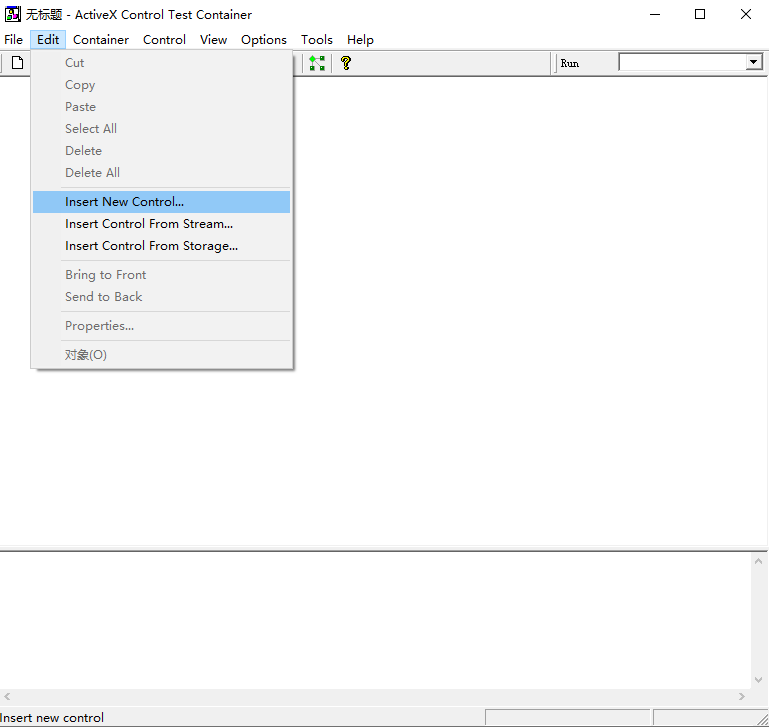 无标题 - ActiveX Control Test Container
File Edit Container Control View Options Tools Help
Run
Cut
Copy
Paste
Select All
Delete
Delete All
Insert New Control...
Insert Control From Stream...
Insert Control From Storage...
Bring to Front
Send to Back
Properties...
对象(O)
Insert new control